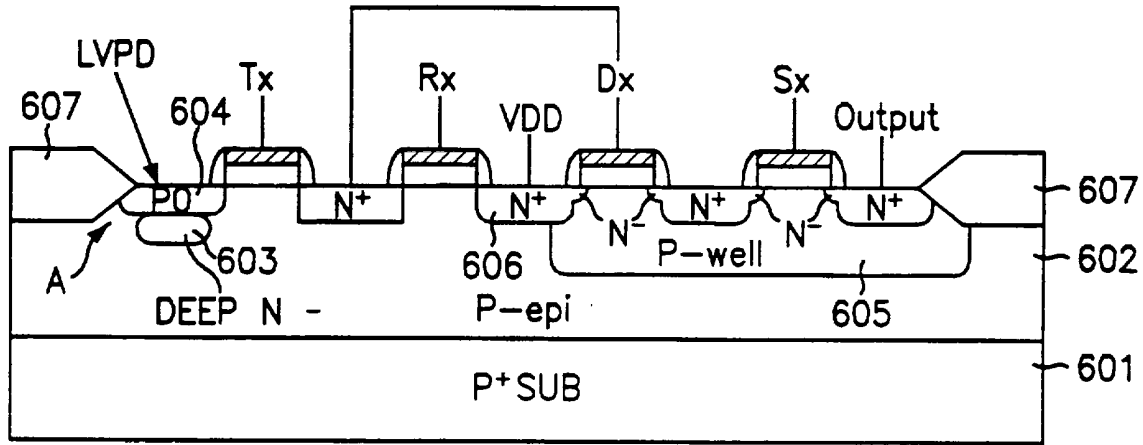 LVPD
Tx
Rx
Dx
Sx
607
604
VDD
Output
P0
N+
N+
N+
N+
607
N-
N-
603
606
P-well
602
A
DEEP N -
P-epi
605
P+SUB
601